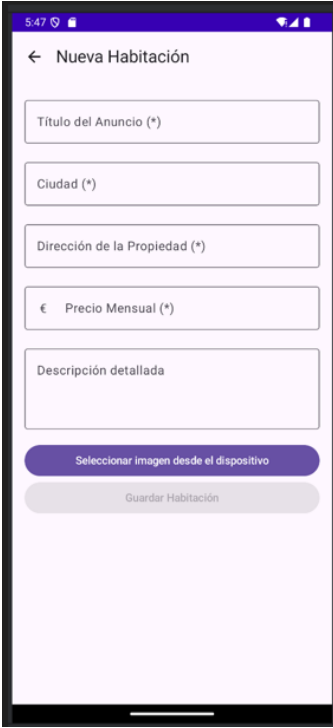 5:47
Nueva Habitación
Título del Anuncio (*)
Ciudad (*)
Dirección de la Propiedad (*)
€ Precio Mensual (*)
Descripción detallada
Seleccionar imagen desde el dispositivo
Guardar Habitación